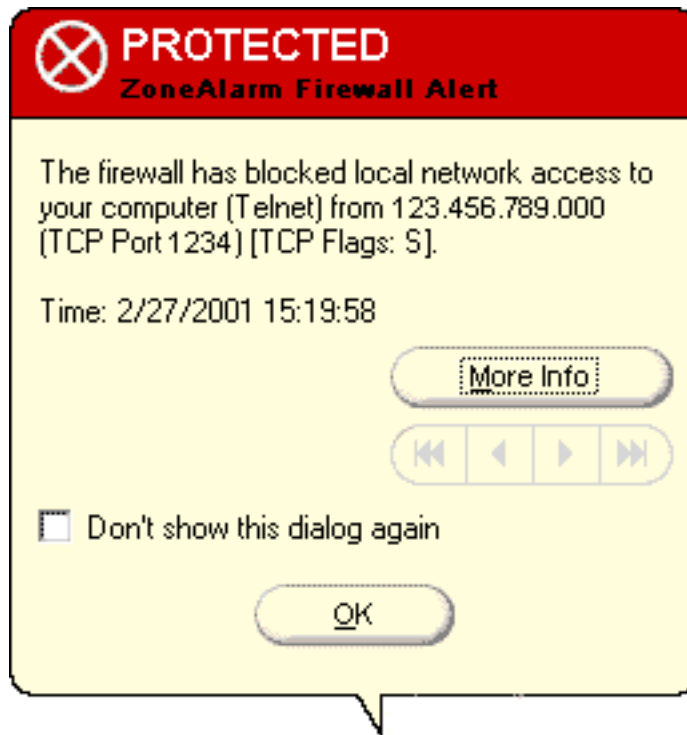 PROTECTED
ZoneAlarm Firewall Alert
The firewall has blocked local network access to
your computer (Telnet) from 123.456.789.000
(TCP Port 1234) [TCP Flags: S].
Time: 2/27/2001 15:19:58
More Info
Don't show this dialog again
OK